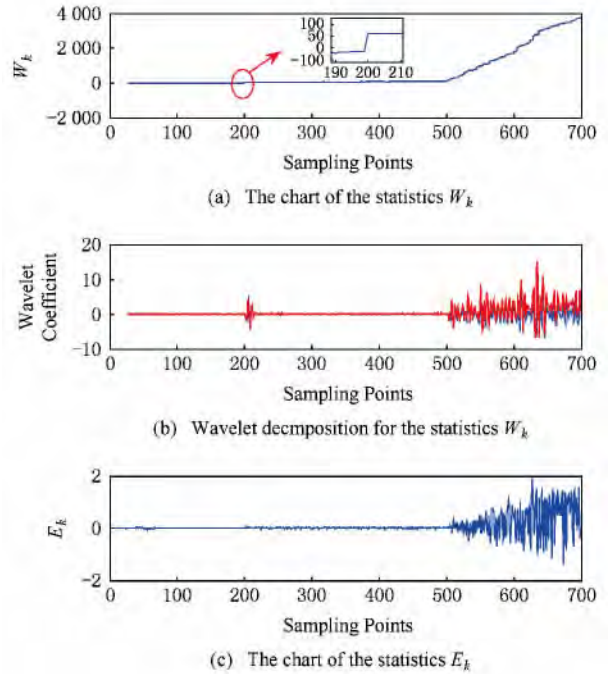 4 000
2 000
0
−2 000
W_k
100
50
0
−100
190 200 210
0 100 200 300 400 500 600 700
Sampling Points
(a) The chart of the statistics W_k
20
10
0
−10
Wavelet
Coefficient
0 100 200 300 400 500 600 700
Sampling Points
(b) Wavelet decmposition for the statistics W_k
2
0
−2
E_k
0 100 200 300 400 500 600 700
Sampling Points
(c) The chart of the statistics E_k